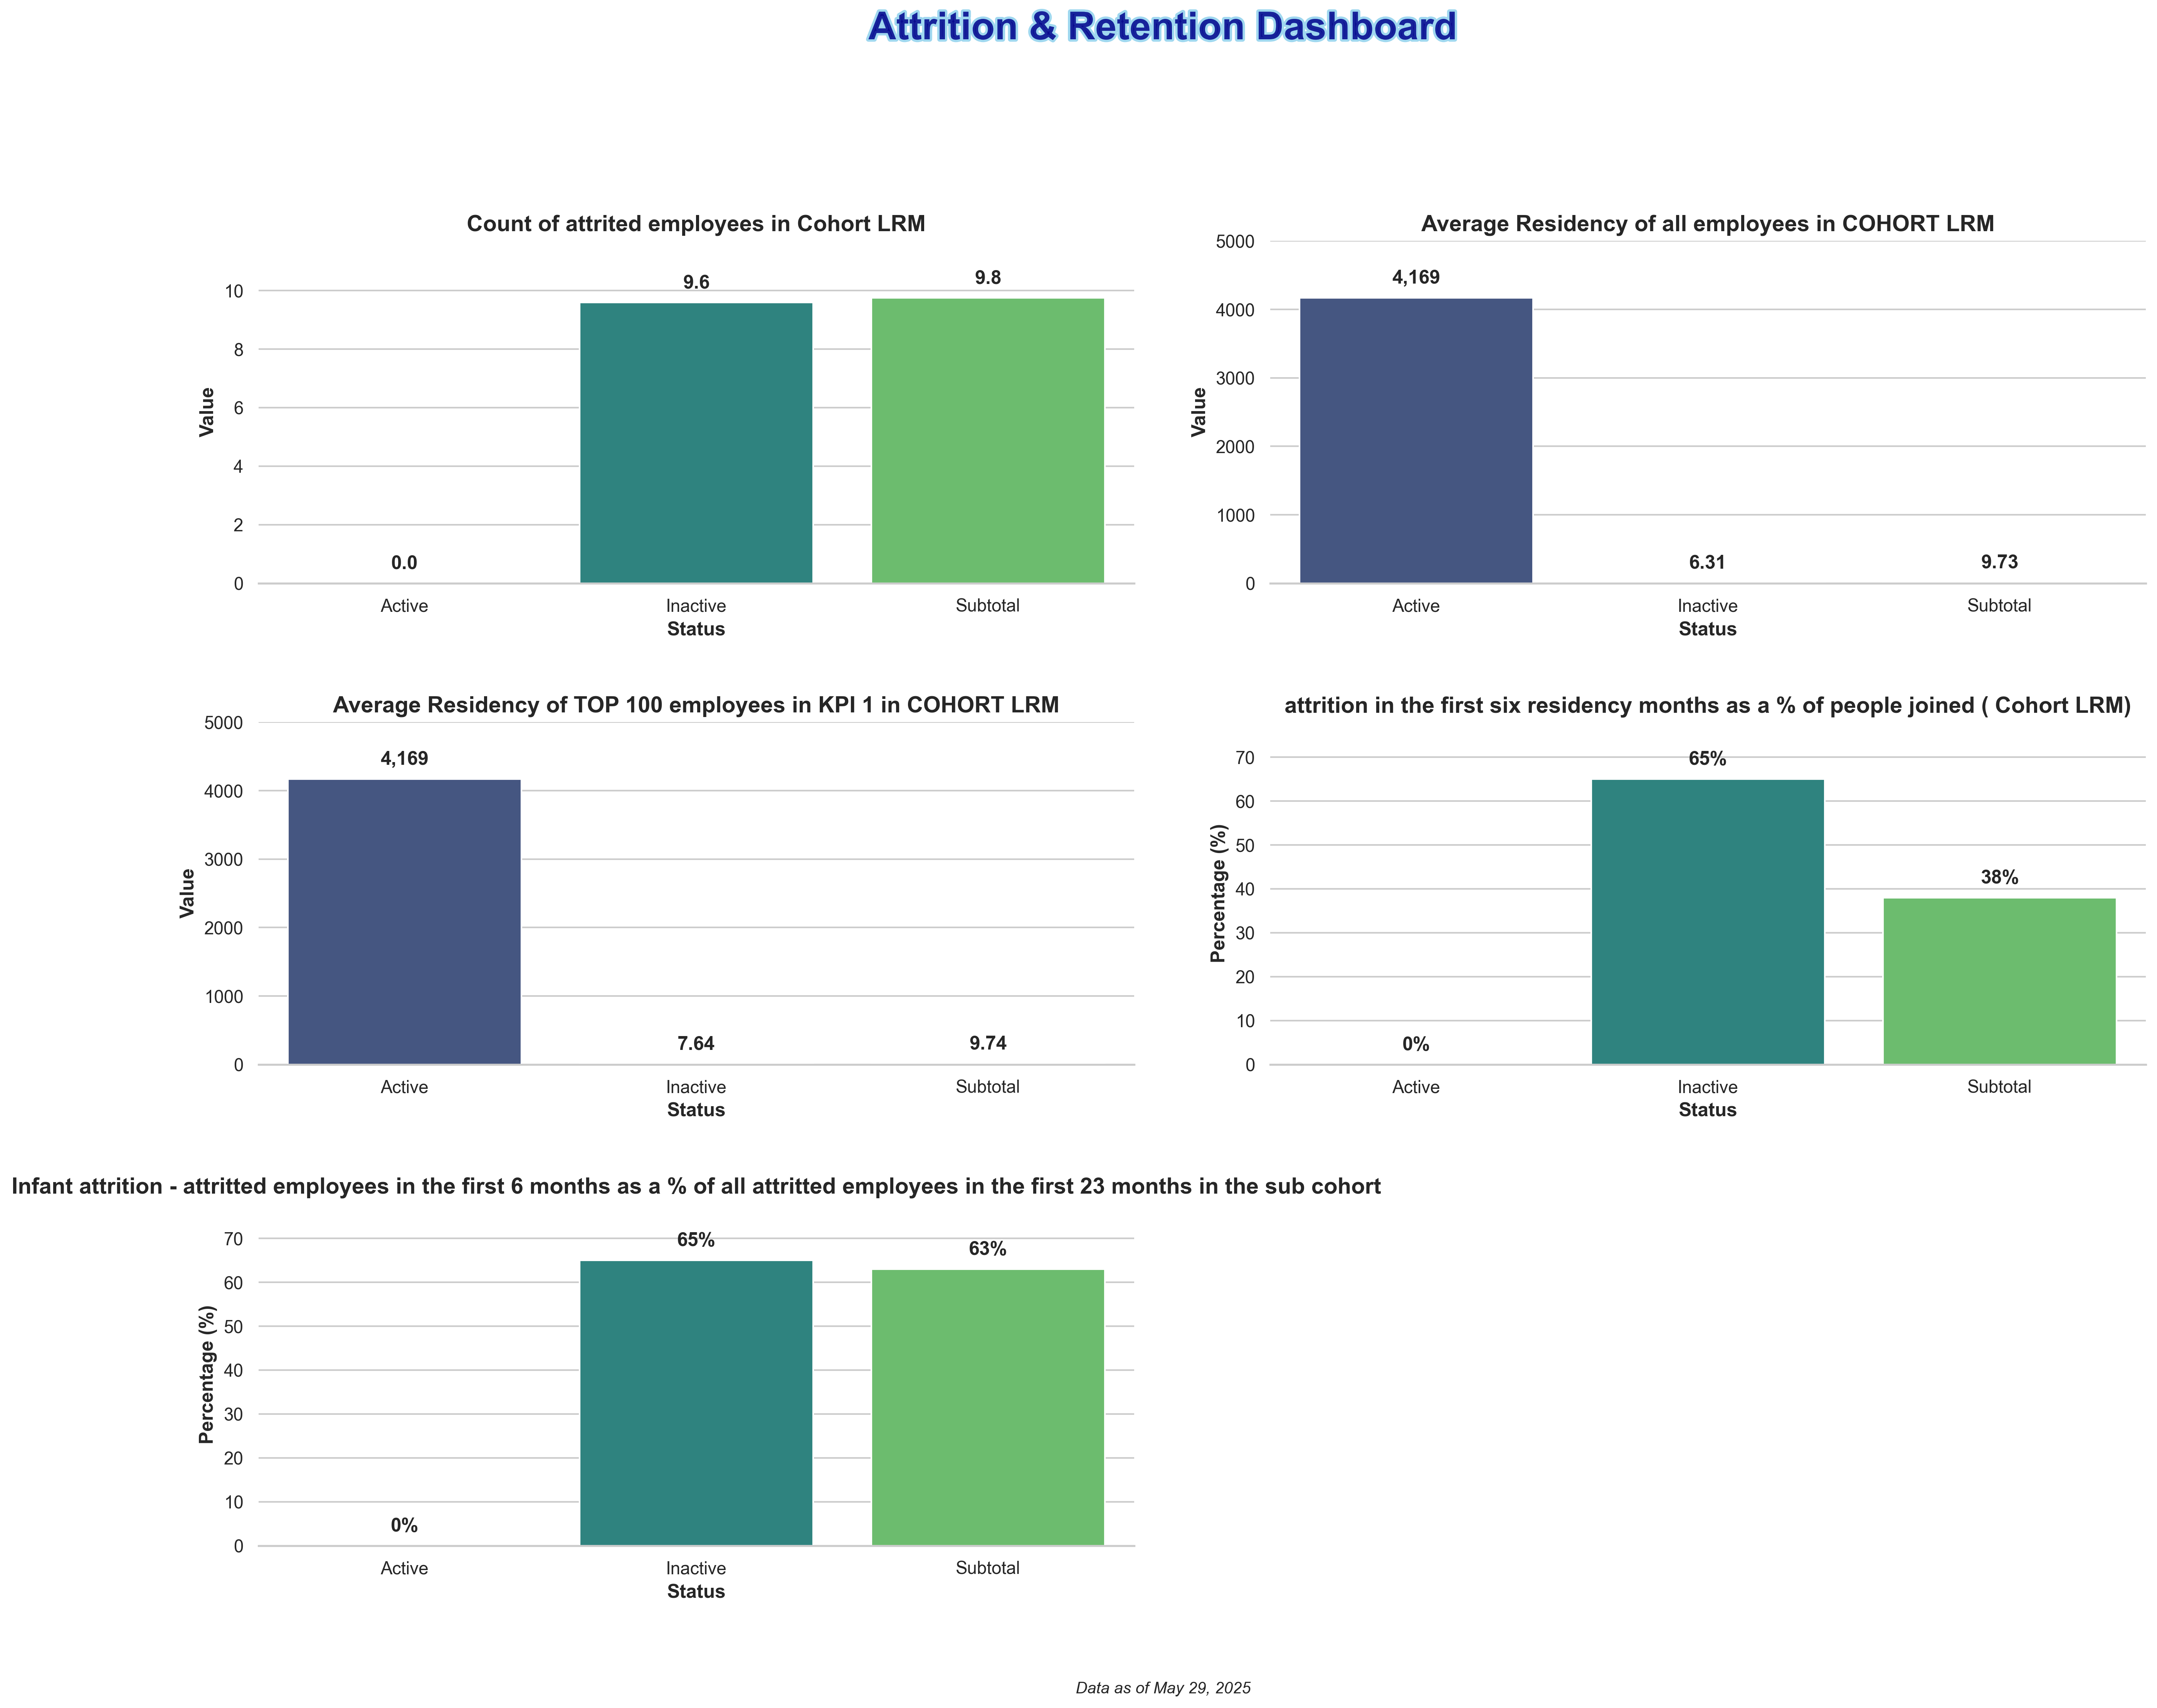 Attrition & Retention Dashboard
Count of attrited employees in Cohort LRM
Value
10
8
6
4
2
0
0.0
9.6
9.8
Active
Inactive
Subtotal
Status
Average Residency of all employees in COHORT LRM
Value
5000
4000
3000
2000
1000
0
4,169
6.31
9.73
Active
Inactive
Subtotal
Status
Average Residency of TOP 100 employees in KPI 1 in COHORT LRM
Value
5000
4000
3000
2000
1000
0
4,169
7.64
9.74
Active
Inactive
Subtotal
Status
attrition in the first six residency months as a % of people joined ( Cohort LRM)
Percentage (%)
70
60
50
40
30
20
10
0
0%
65%
38%
Active
Inactive
Subtotal
Status
Infant attrition - attritted employees in the first 6 months as a % of all attritted employees in the first 23 months in the sub cohort
Percentage (%)
70
60
50
40
30
20
10
0
0%
65%
63%
Active
Inactive
Subtotal
Status
Data as of May 29, 2025